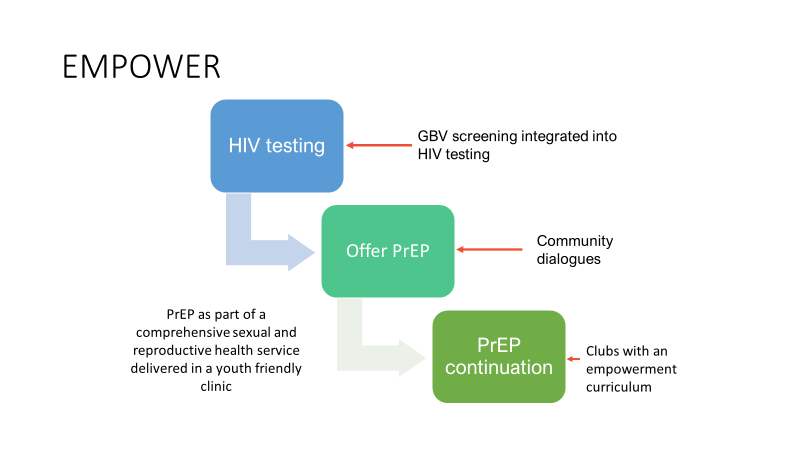 EMPOWER
HIV testing
GBV screening integrated into
HIV testing
Offer PrEP
Community
dialogues
PrEP as part of a
comprehensive sexual and
reproductive health service
delivered in a youth friendly
clinic
PrEP
continuation
Clubs with an
empowerment
curriculum